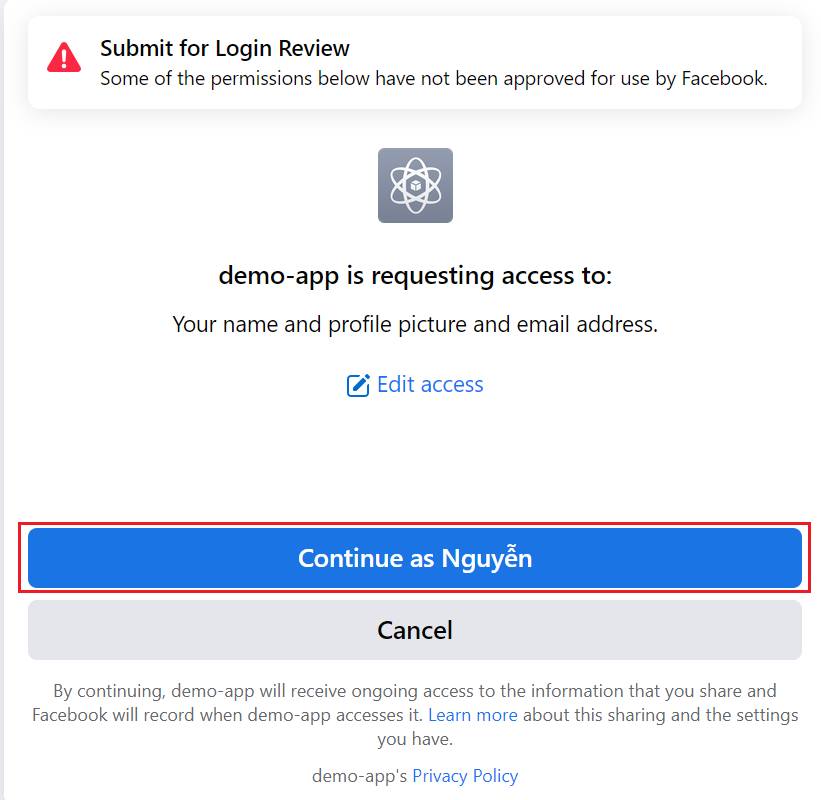 Submit for Login Review
Some of the permissions below have not been approved for use by Facebook.
demo-app is requesting access to:
Your name and profile picture and email address.
Edit access
Continue as Nguyễn
Cancel
By continuing, demo-app will receive ongoing access to the information that you share and
Facebook will record when demo-app accesses it. Learn more about this sharing and the settings
you have.
demo-app's Privacy Policy